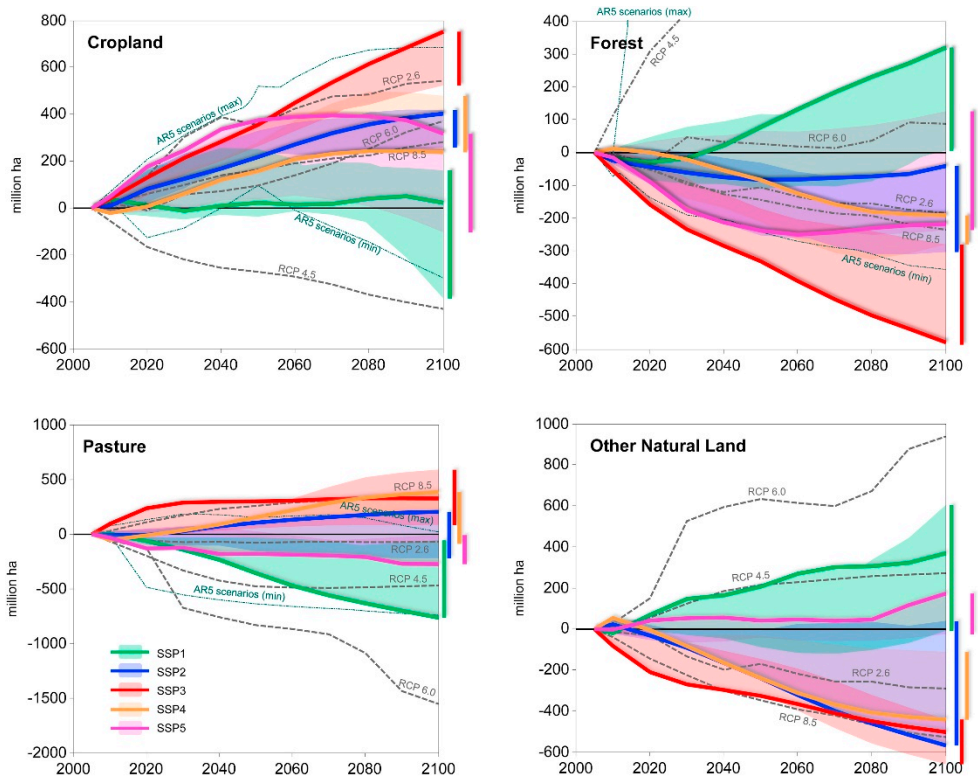 Cropland
800
600
400
200
0
-200
-400
-600
million ha
2000 2020 2040 2060 2080 2100
AR5 scenarios (max)
RCP 2.6
RCP 6.0
RCP 8.5
AR5 scenarios (min)
RCP 4.5
Forest
400
300
200
100
0
-100
-200
-300
-400
-500
-600
million ha
2000 2020 2040 2060 2080 2100
AR5 scenarios (max)
RCP 4.5
RCP 6.0
RCP 2.6
RCP 8.5
AR5 scenarios (min)
Pasture
1000
500
0
-500
-1000
-1500
-2000
million ha
2000 2020 2040 2060 2080 2100
RCP 8.5
AR5 scenarios (max)
RCP 2.6
RCP 4.5
AR5 scenarios (min)
RCP 6.0
SSP1
SSP2
SSP3
SSP4
SSP5
Other Natural Land
1000
800
600
400
200
0
-200
-400
-600
million ha
2000 2020 2040 2060 2080 2100
RCP 6.0
RCP 4.5
RCP 2.6
RCP 8.5